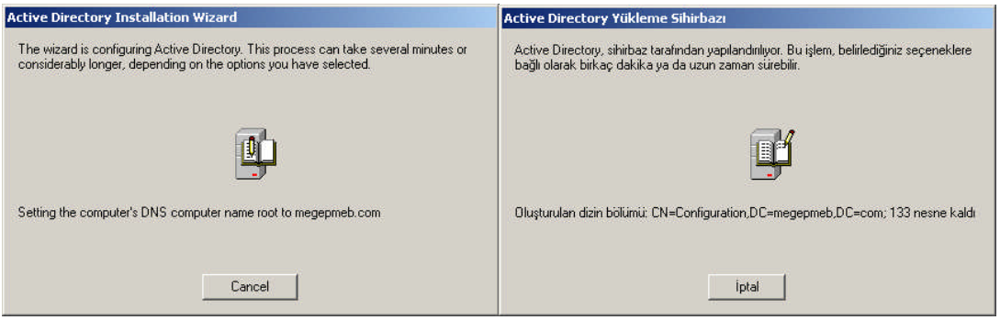 Active Directory Installation Wizard
The wizard is configuring Active Directory. This process can take several minutes or
considerably longer, depending on the options you have selected.
Setting the computer's DNS computer name root to megepmeb.com
Cancel
Active Directory Yükleme Sihirbazı
Active Directory, sihirbaz tarafından yapılandırılıyor. Bu işlem, belirlediğiniz seçeneklere
bağlı olarak birkaç dakika ya da uzun zaman sürebilir.
Oluşturulan dizin bölümü: CN=Configuration,DC=megepmeb,DC=com; 133 nesne kaldı
İptal